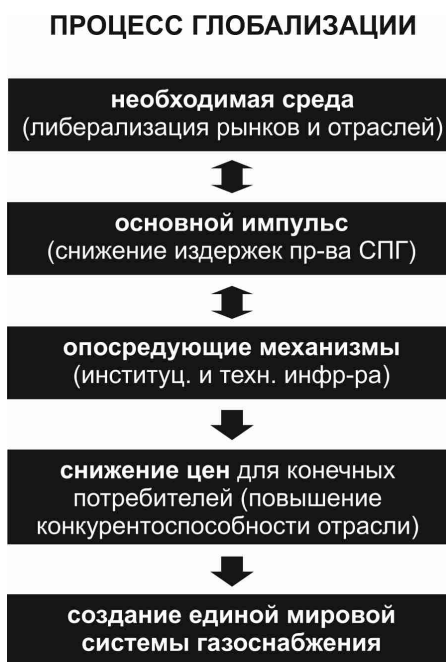 ПРОЦЕСС ГЛОБАЛИЗАЦИИ
необходимая среда
(либерализация рынков и отраслей)
основной импульс
(снижение издержек пр-ва СПГ)
опосредующие механизмы
(институц. и техн. инфр-ра)
снижение цен для конечных
потребителей (повышение
конкурентоспособности отрасли)
создание единой мировой
системы газоснабжения